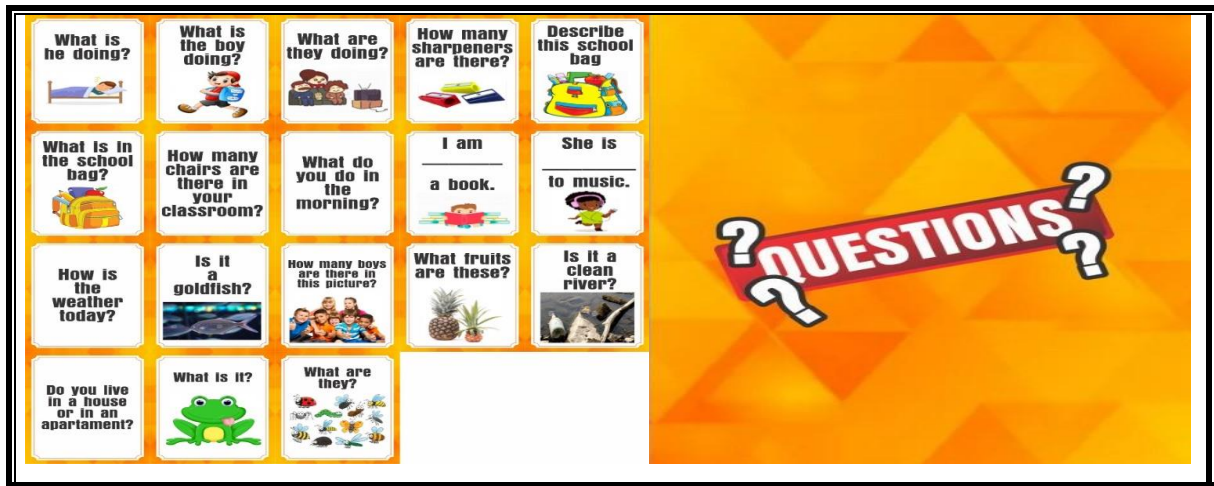 What is
he doing?
What is
the boy
doing?
What are
they doing?
How many
sharpeners
are there?
Describe
this school
bag
What is in
the school
bag?
How many
chairs are
there in
your
classroom?
What do
you do in
the
morning?
I am
__________
a book.
She is
____________
to music.
How is
the
weather
today?
Is it
a
goldfish?
How many boys
are there in
this picture?
What fruits
are these?
Is it a
clean
river?
Do you live
in a house
or in an
apartament?
What is it?
What are
they?
? QUESTIONS ?
? ?